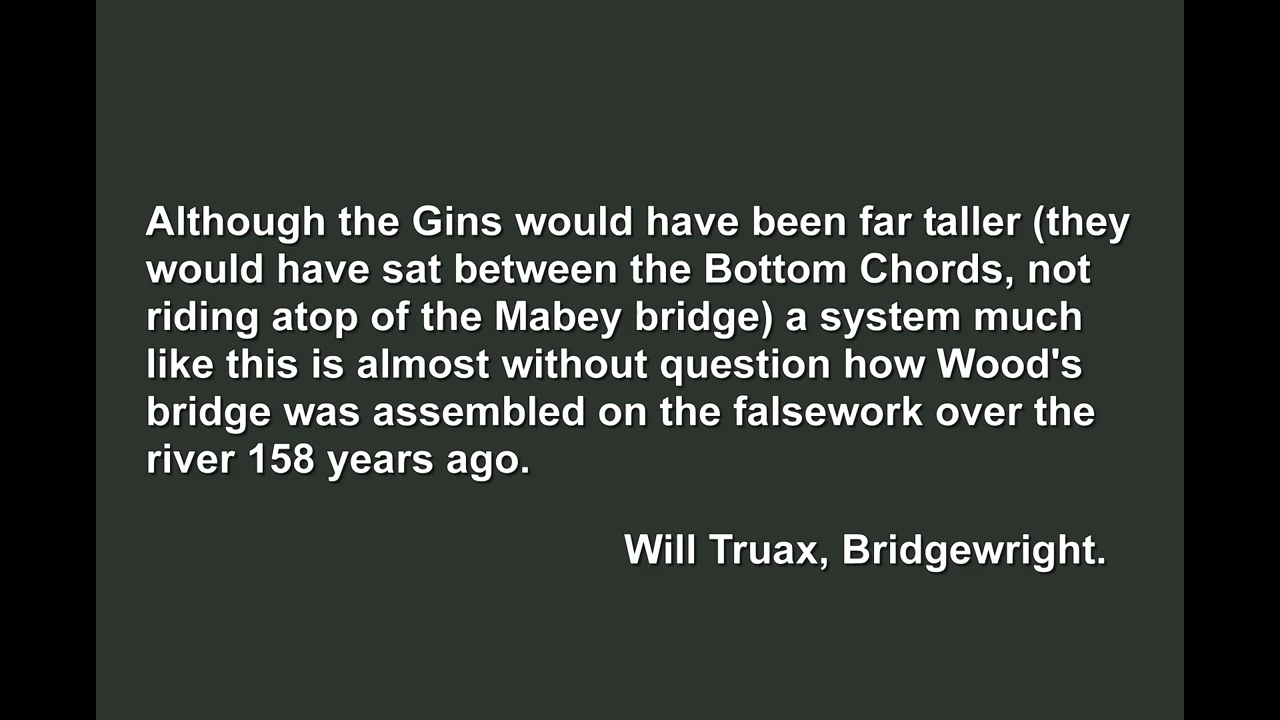 Although the Gins would have been far taller (they
would have sat between the Bottom Chords, not
riding atop of the Mabey bridge) a system much
like this is almost without question how Wood's
bridge was assembled on the falsework over the
river 158 years ago.
Will Truax, Bridgewright.